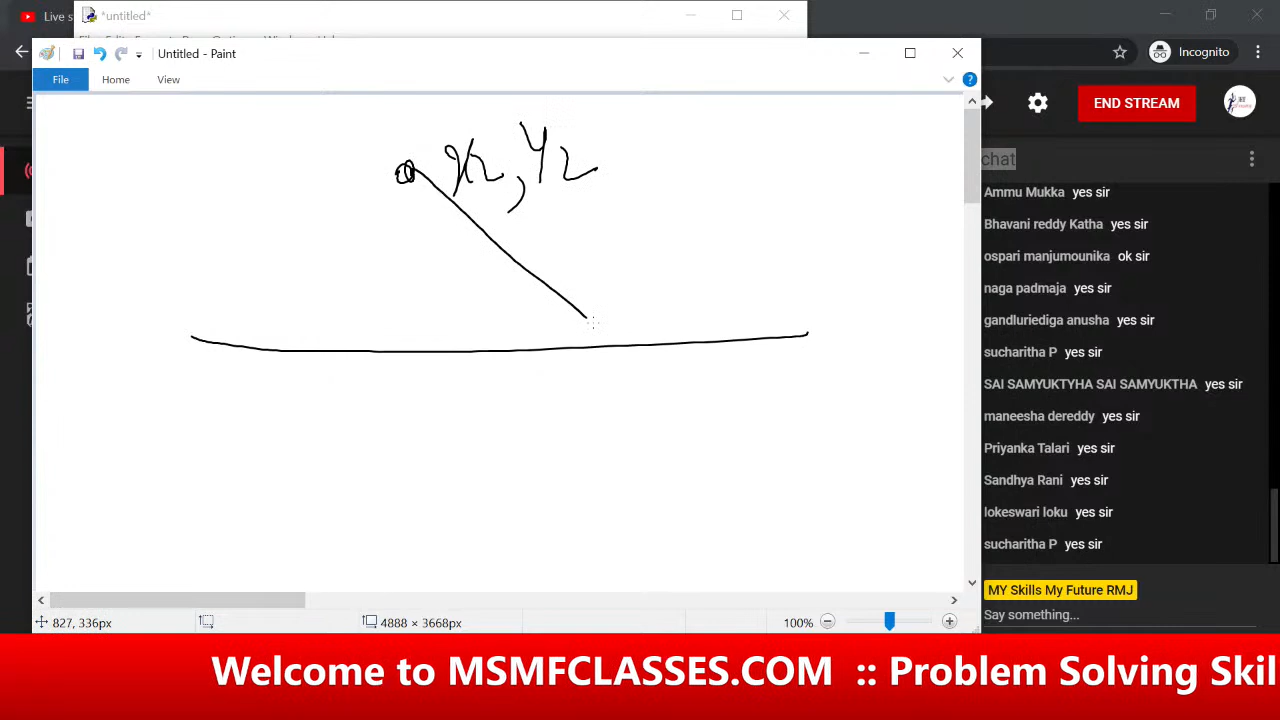 Live s
*untitled*
Untitled - Paint
Incognito
File
Home
View
END STREAM
x2, y2
chat
Ammu Mukka yes sir
Bhavani reddy Katha yes sir
ospari manjumounika ok sir
naga padmaja yes sir
gandluriediga anusha yes sir
sucharitha P yes sir
SAI SAMYUKTYHA SAI SAMYUKTHA yes sir
maneesha dereddy yes sir
Priyanka Talari yes sir
Sandhya Rani yes sir
lokeswari loku yes sir
sucharitha P yes sir
MY Skills My Future RMJ
Say something...
827, 336px
4888 × 3668px
100%
Welcome to MSMFCLASSES.COM :: Problem Solving Skil